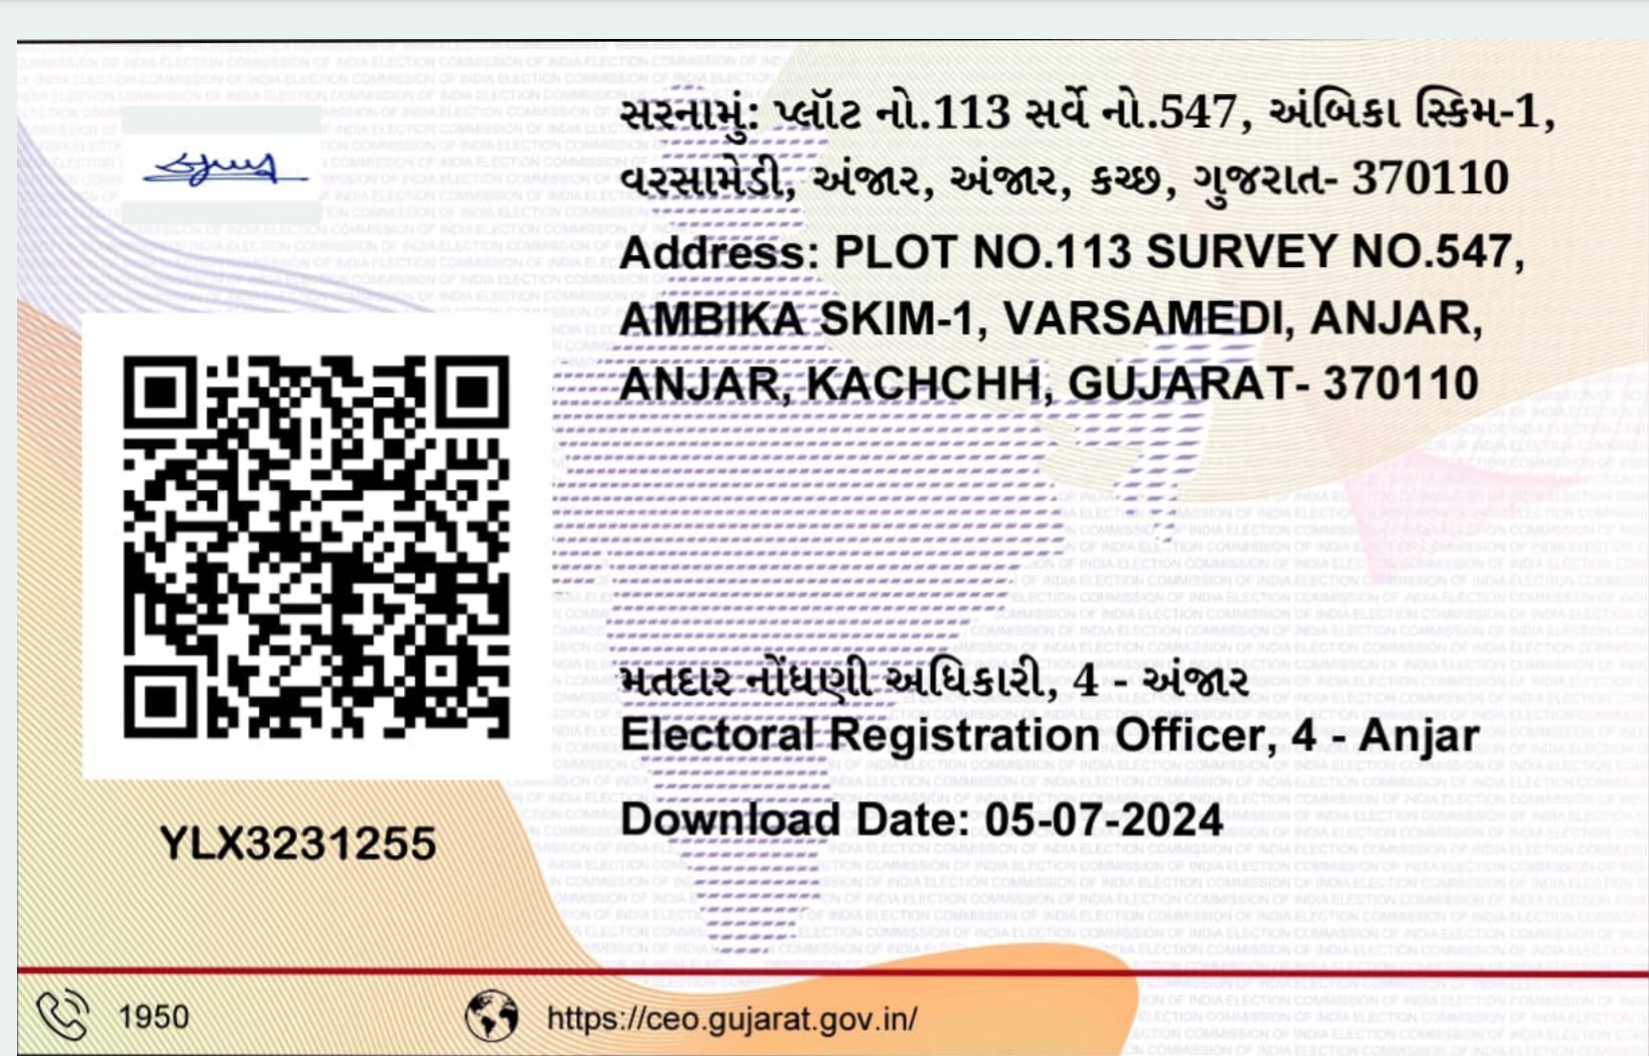 સરનામું: પ્લૉટ નો.113 સર્વે નો.547, અંબિકા સ્કિમ-1,
વરસામેડી, અંજાર, અંજાર, કચ્છ, ગુજરાત- 370110
Address: PLOT NO.113 SURVEY NO.547,
AMBIKA SKIM-1, VARSAMEDI, ANJAR,
ANJAR, KACHCHH, GUJARAT- 370110
મતદાર નોંધણી અધિકારી, 4 - અંજાર
Electoral Registration Officer, 4 - Anjar
Download Date: 05-07-2024
YLX3231255
1950
https://ceo.gujarat.gov.in/